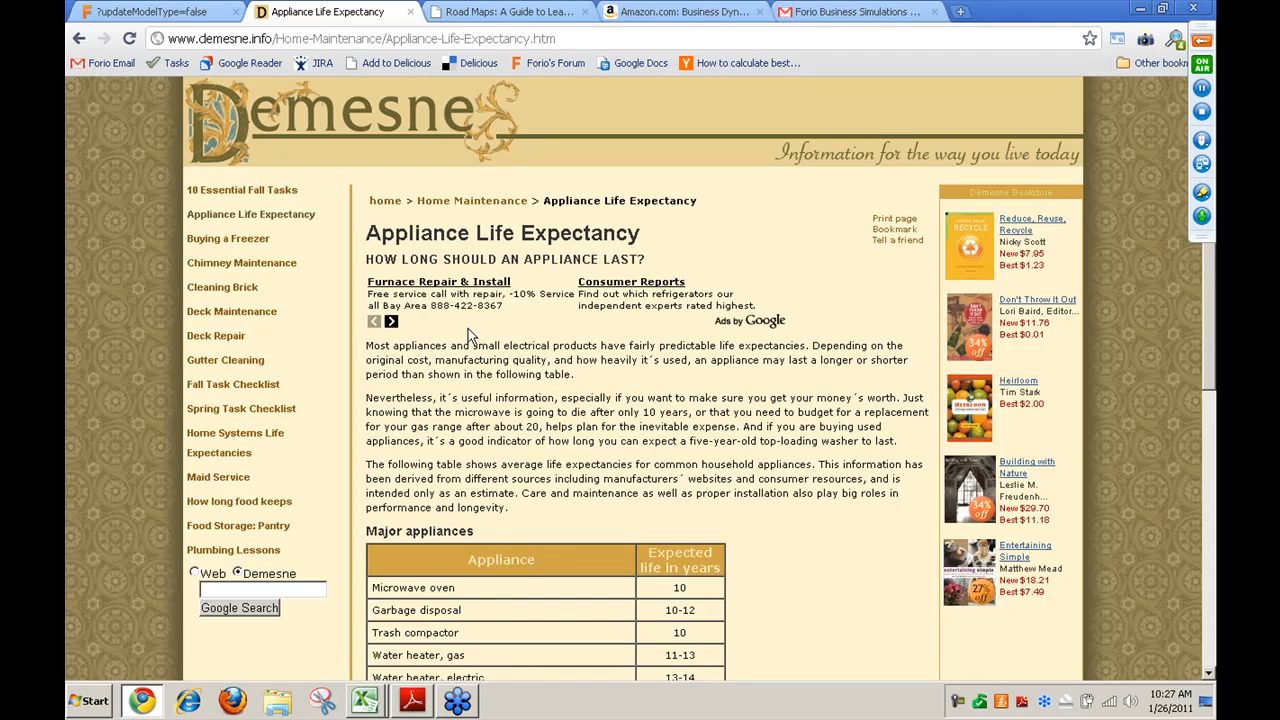 ?updateModelType=false
Appliance Life Expectancy
Road Maps: A Guide to Lea...
Amazon.com: Business Dyn...
Forio Business Simulations ...
www.demesne.info/Home-Maintenance/Appliance-Life-Expectancy.htm
Forio Email
Tasks
Google Reader
JIRA
Add to Delicious
Delicious
Forio's Forum
Google Docs
How to calculate best...
Other bookn
ON AIR
Demesne
Information for the way you live today
10 Essential Fall Tasks
Appliance Life Expectancy
Buying a Freezer
Chimney Maintenance
Cleaning Brick
Deck Maintenance
Deck Repair
Gutter Cleaning
Fall Task Checklist
Spring Task Checklist
Home Systems Life
Expectancies
Maid Service
How long food keeps
Food Storage: Pantry
Plumbing Lessons
Web Demesne
Google Search
home > Home Maintenance > Appliance Life Expectancy
Print page
Bookmark
Tell a friend
Appliance Life Expectancy
HOW LONG SHOULD AN APPLIANCE LAST?
Furnace Repair & Install
Free service call with repair, -10% Service
all Bay Area 888-422-8367
Consumer Reports
Find out which refrigerators our
independent experts rated highest.
Ads by Google
Most appliances and small electrical products have fairly predictable life expectancies. Depending on the
original cost, manufacturing quality, and how heavily it´s used, an appliance may last a longer or shorter
period than shown in the following table.
Nevertheless, it´s useful information, especially if you want to make sure you get your money´s worth. Just
knowing that the microwave is going to die after only 10 years, or that you need to budget for a replacement
for your gas range after about 20, helps plan for the inevitable expense. And if you are buying used
appliances, it´s a good indicator of how long you can expect a five-year-old top-loading washer to last.
The following table shows average life expectancies for common household appliances. This information has
been derived from different sources including manufacturers´ websites and consumer resources, and is
intended only as an estimate. Care and maintenance as well as proper installation also play big roles in
performance and longevity.
Major appliances
Appliance Expected life in years
Microwave oven 10
Garbage disposal 10-12
Trash compactor 10
Water heater, gas 11-13
Water heater, electric 13-14
Demesne Bookstore
Reduce, Reuse,
Recycle
Nicky Scott
New $7.95
Best $1.23
Don't Throw It Out
Lori Baird, Editor...
New $11.76
Best $0.01
34% off
Heirloom
Tim Stark
Best $2.00
Building with
Nature
Leslie M.
Freudenh...
New $29.70
Best $11.18
34% off
Entertaining
Simple
Matthew Mead
New $18.21
Best $7.49
27% off
Start
10:27 AM
1/26/2011